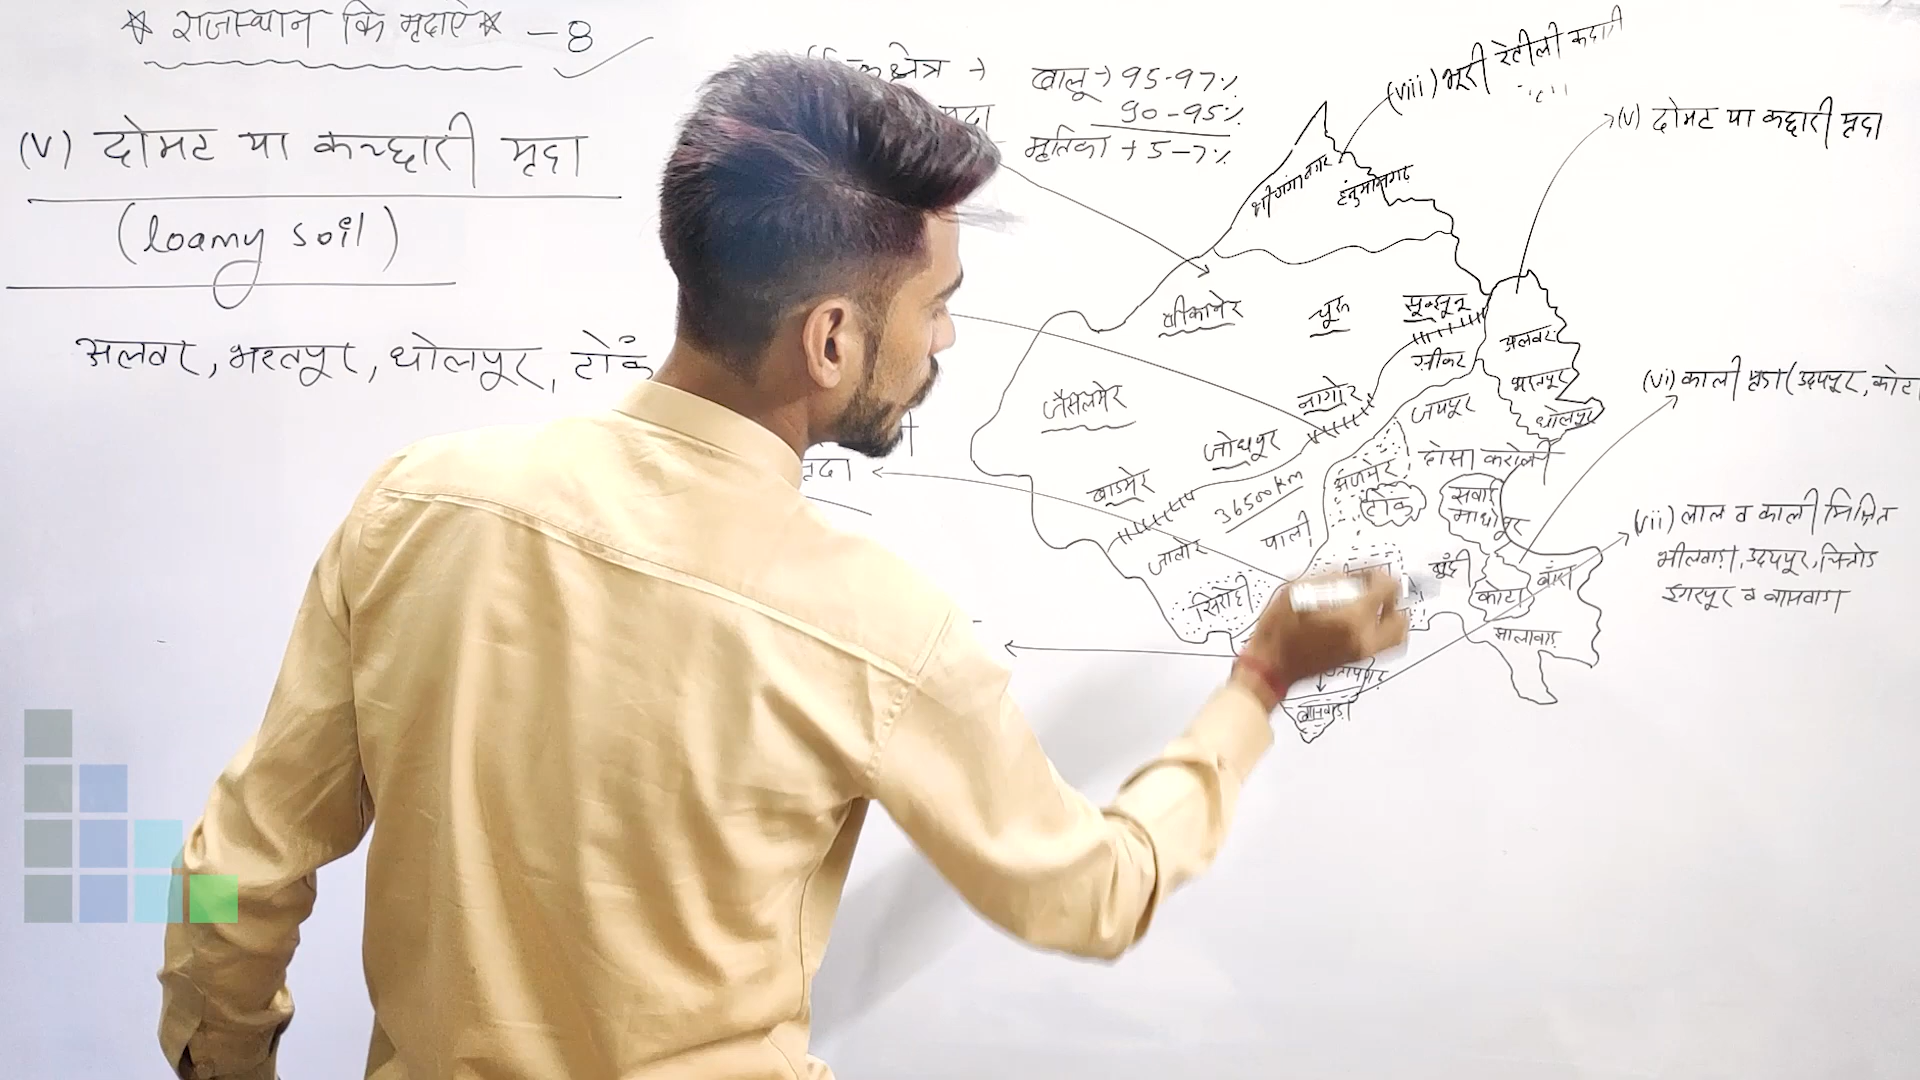 * राजस्थान कि मृदाऐ * - 8
(V) दोमट या कच्छारी मृदा
(loamy soil)
अलवर, भरतपुर, धोलपूर, टोंक
क्षेत्र → बालू → 95-97%
90-95%
मृतिका + 5-7%
(viii) भूरी रेतीली कछारी
(V) दोमट या कछारी मृदा
(vi) काली मृदा (उदयपूर, कोटा
(vii) लाल व काली मिश्रित
भीलवाड़ा, उदयपूर, चित्तोड
डूंगरपूर व बासवाडा
श्री गंगानगर
हनुमानगढ़
बीकानेर
चूरू
झून्झूनू
सीकर
अलवर
भरतपूर
धोलपूर
जैसलमेर
नागोर
जयपूर
जोधपूर
दोसा करोली
बाडमेर
36500 km
अजमेर
टोंक
सवाई
माधोपूर
जालोर
पाली
सिरोही
बूंदी
कोटा
बारां
झालावाड़
बासवाड़ा